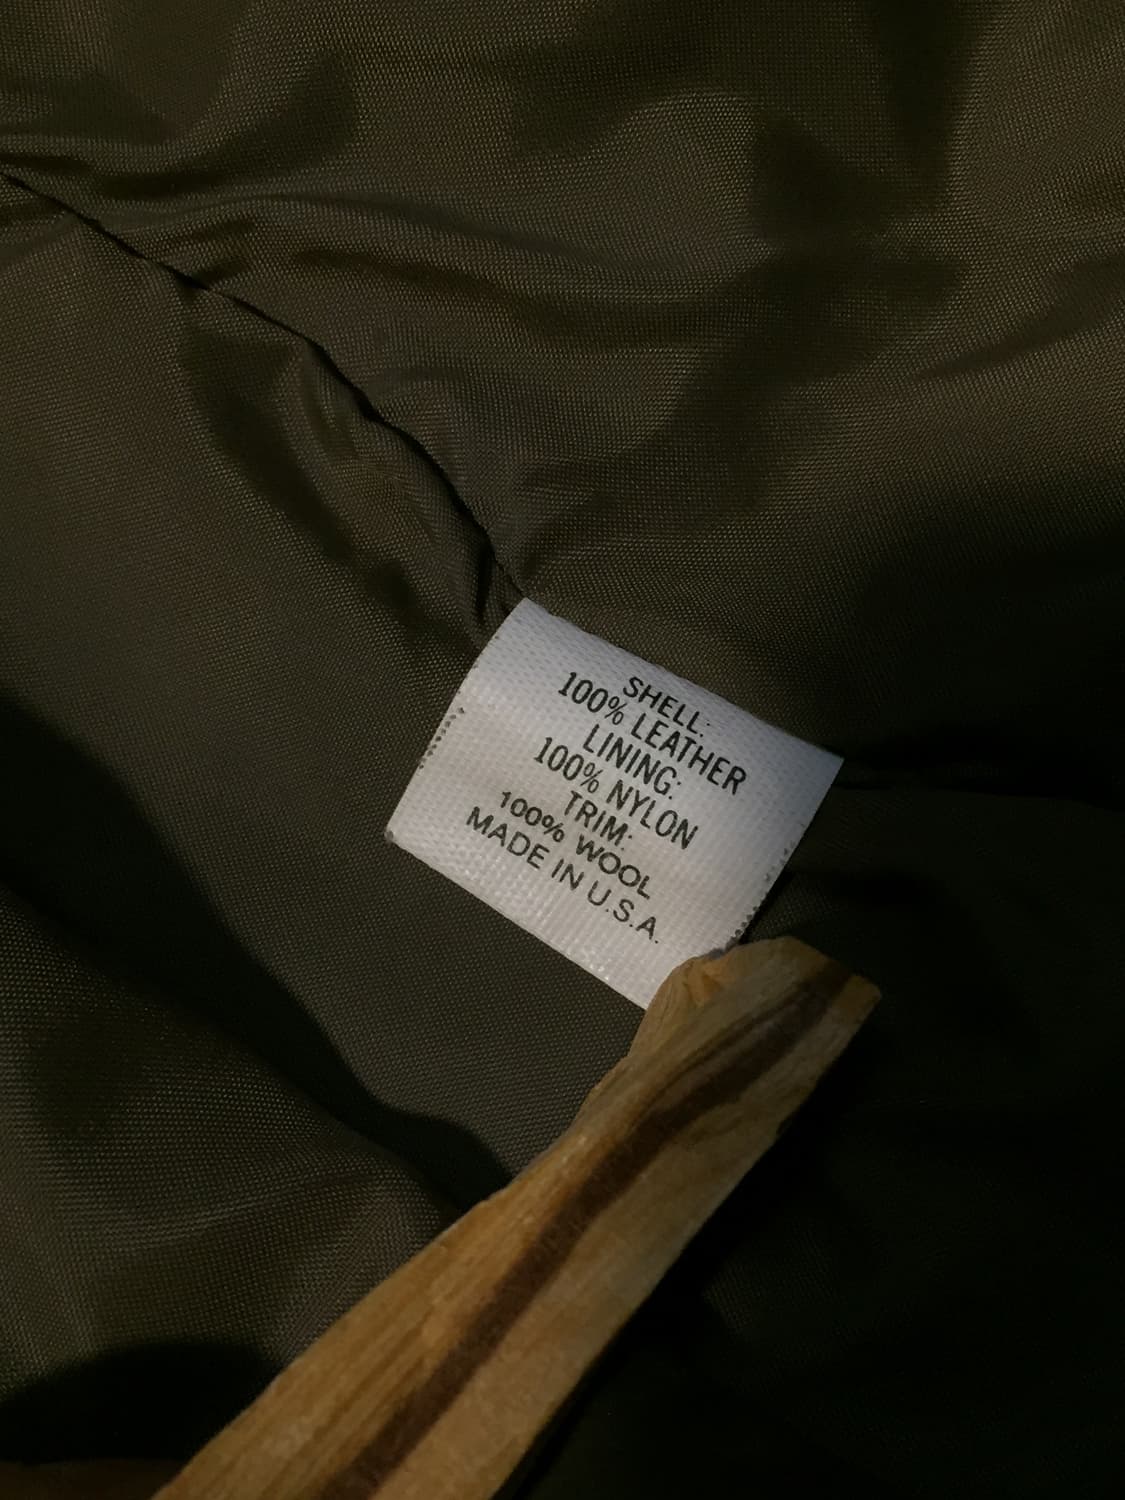 SHELL:
100% LEATHER
LINING:
100% NYLON
TRIM:
100% WOOL
MADE IN U.S.A.